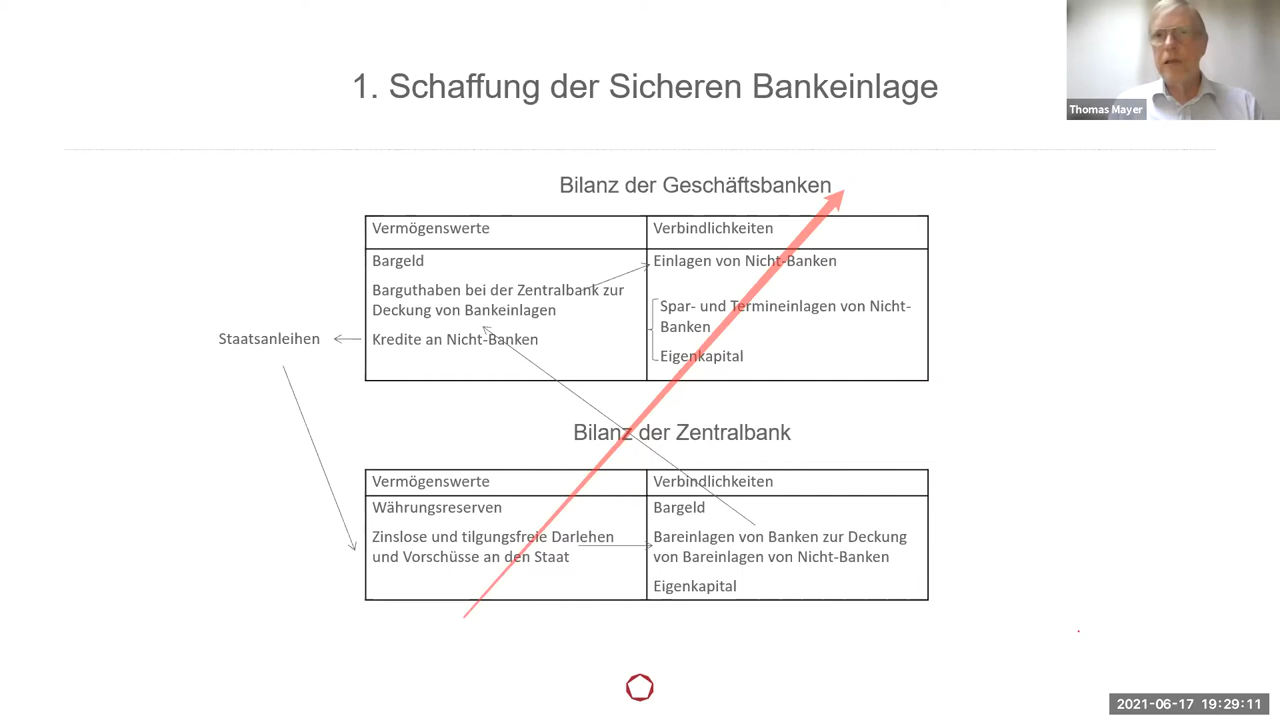 1. Schaffung der Sicheren Bankeinlage
Thomas Mayer
Bilanz der Geschäftsbanken
Vermögenswerte
Verbindlichkeiten
Bargeld
Einlagen von Nicht-Banken
Barguthaben bei der Zentralbank zur
Deckung von Bankeinlagen
Spar- und Termineinlagen von Nicht-
Banken
Staatsanleihen
Kredite an Nicht-Banken
Eigenkapital
Bilanz der Zentralbank
Vermögenswerte
Verbindlichkeiten
Währungsreserven
Bargeld
Zinslose und tilgungsfreie Darlehen
und Vorschüsse an den Staat
Bareinlagen von Banken zur Deckung
von Bareinlagen von Nicht-Banken
Eigenkapital
2021-06-17 19:29:11